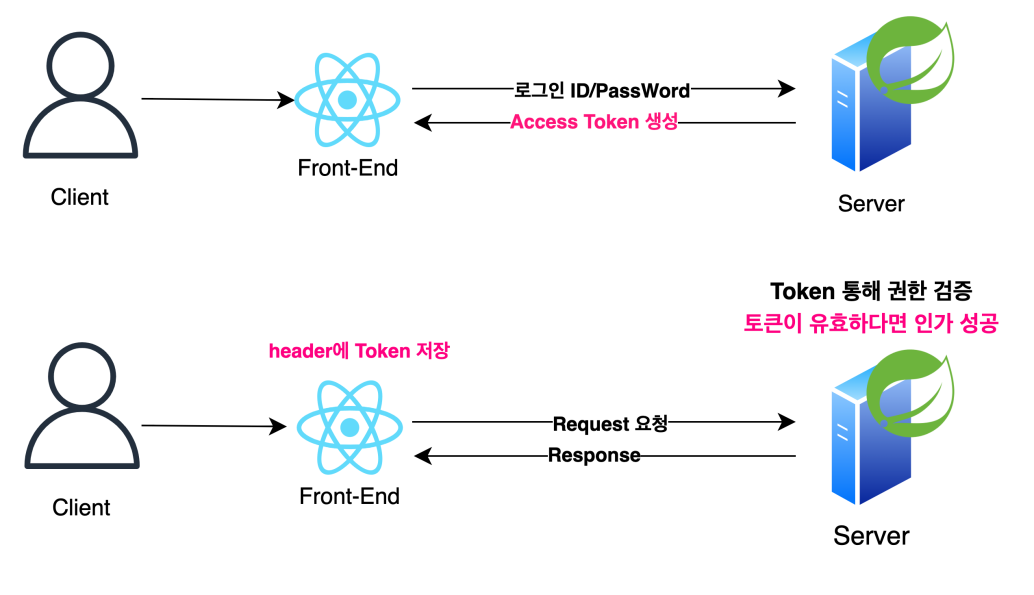 로그인 ID/PassWord
Access Token 생성
Front-End
Client
Server
Token 통해 권한 검증
토큰이 유효하다면 인가 성공
header에 Token 저장
Request 요청
Response
Front-End
Client
Server